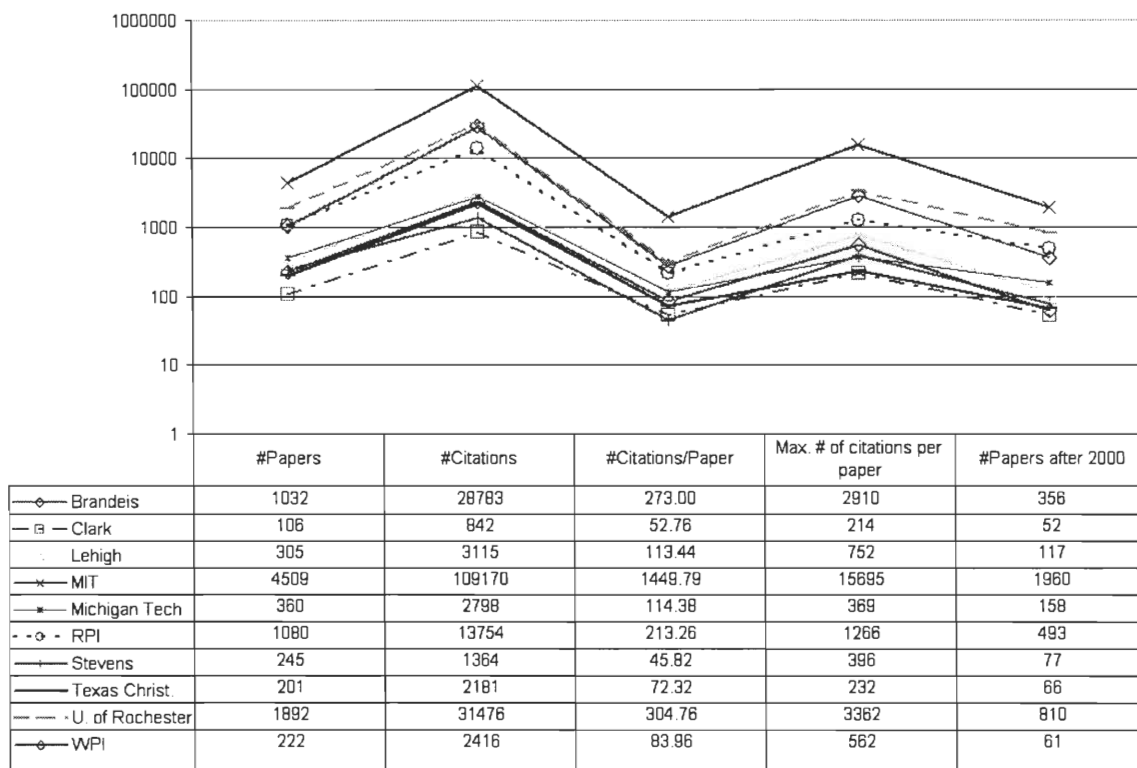 1000000
100000
10000
1000
100
10
1
#Papers #Citations #Citations/Paper Max. # of citations per paper #Papers after 2000
Brandeis 1032 28783 273.00 2910 356
Clark 106 842 52.76 214 52
Lehigh 305 3115 113.44 752 117
MIT 4509 109170 1449.79 15695 1960
Michigan Tech 360 2798 114.38 369 158
RPI 1080 13754 213.26 1266 493
Stevens 245 1364 45.82 396 77
Texas Christ. 201 2181 72.32 232 66
U. of Rochester 1892 31476 304.76 3362 810
WPI 222 2416 83.96 562 61